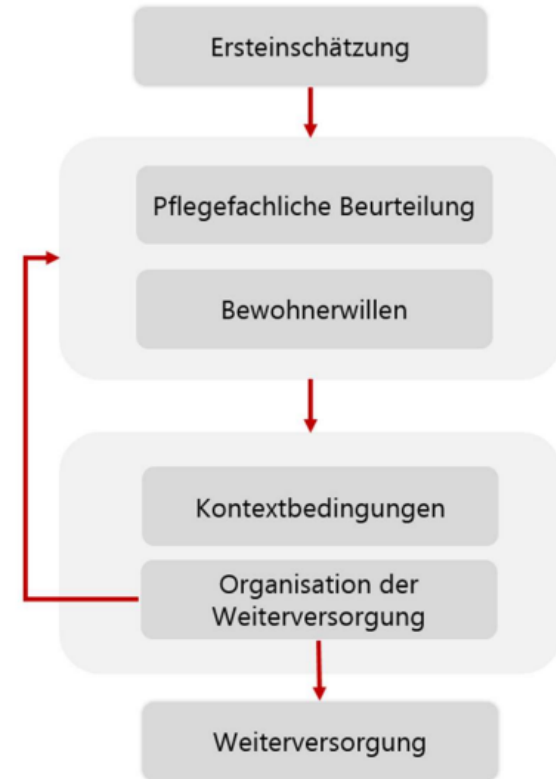 Ersteinschätzung
Pflegefachliche Beurteilung
Bewohnerwillen
Kontextbedingungen
Organisation der
Weiterversorgung
Weiterversorgung